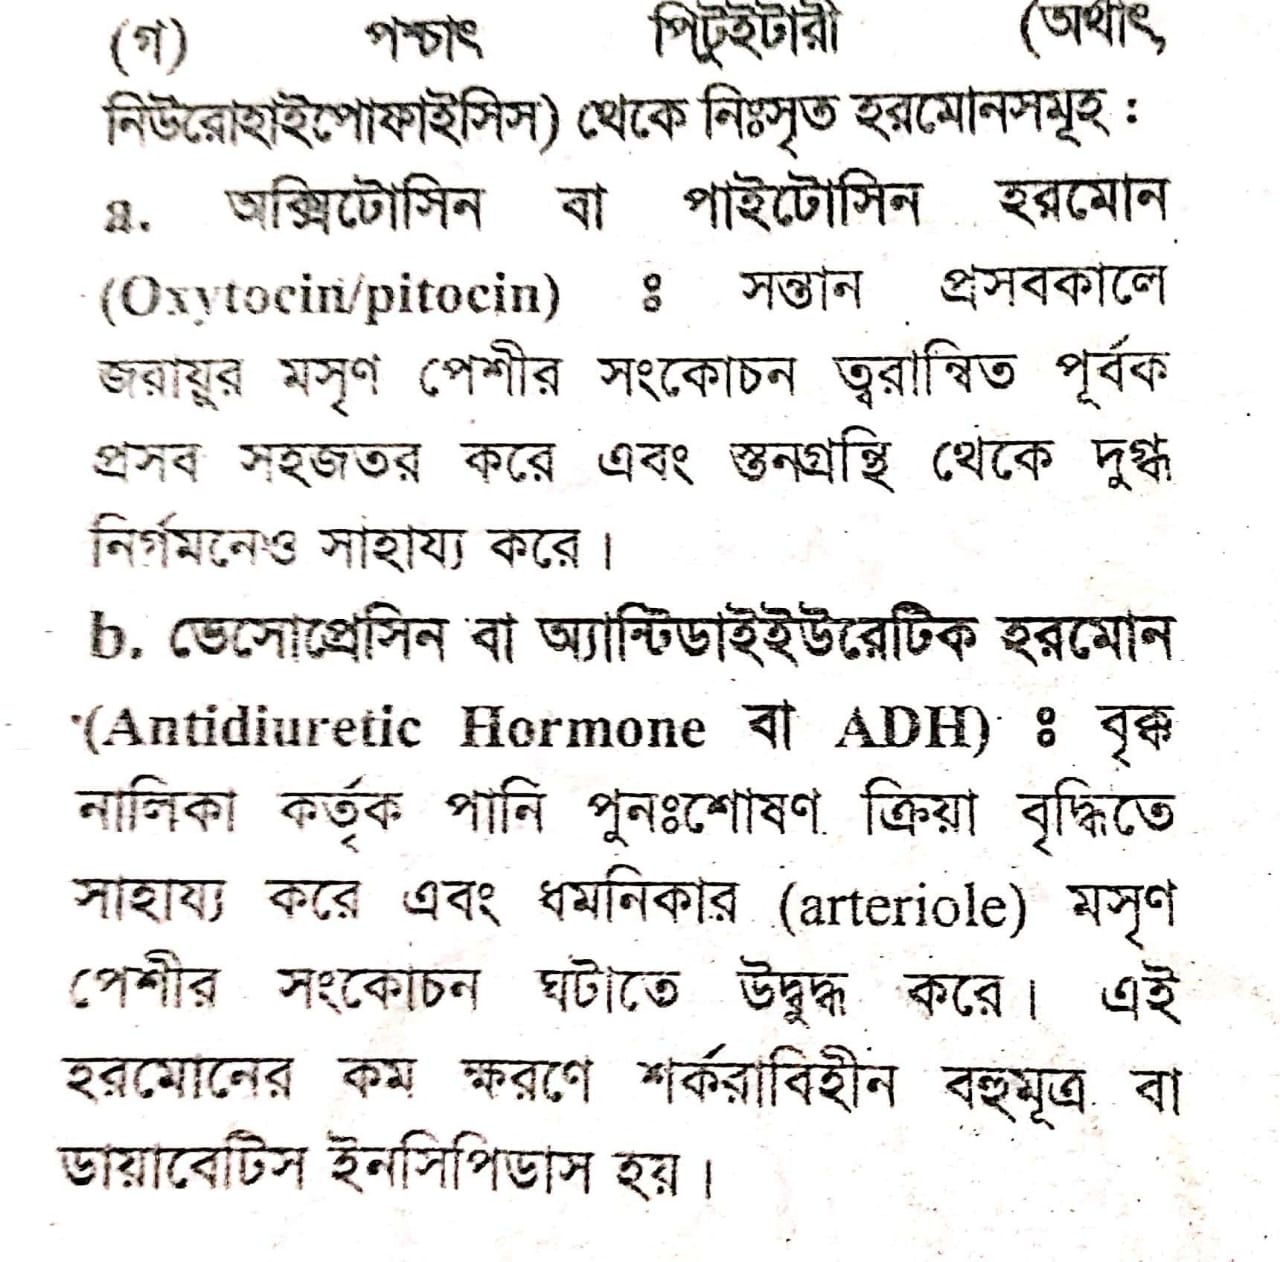 (গ) পশ্চাৎ পিটুইটারী (অর্থাৎ
নিউরোহাইপোফাইসিস) থেকে নিঃসৃত হরমোনসমূহ :
a. অক্সিটোসিন বা পাইটোসিন হরমোন
(Oxytocin/pitocin) ঃ সন্তান প্রসবকালে
জরায়ুর মসৃণ পেশীর সংকোচন ত্বরান্বিত পূর্বক
প্রসব সহজতর করে এবং স্তনগ্রন্থি থেকে দুগ্ধ
নির্গমনেও সাহায্য করে।
b. ভেসোপ্রেসিন বা অ্যান্টিডাইইউরেটিক হরমোন
(Antidiuretic Hormone বা ADH) ঃ বৃক্ক
নালিকা কর্তৃক পানি পুনঃশোষণ ক্রিয়া বৃদ্ধিতে
সাহায্য করে এবং ধমনিকার (arteriole) মসৃণ
পেশীর সংকোচন ঘটাতে উদ্বুদ্ধ করে। এই
হরমোনের কম ক্ষরণে শর্করাবিহীন বহুমূত্র বা
ডায়াবেটিস ইনসিপিডাস হয়।